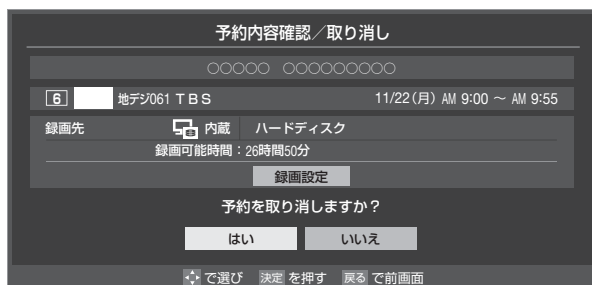 予約内容確認／取り消し
○○○○○ ○○○○○○○○○
6 地デジ061 TBS 11/22(月) AM 9:00 ～ AM 9:55
録画先 内蔵 ハードディスク
録画可能時間：26時間50分
録画設定
予約を取り消しますか？
はい いいえ
で選び 決定 を押す 戻る で前画面